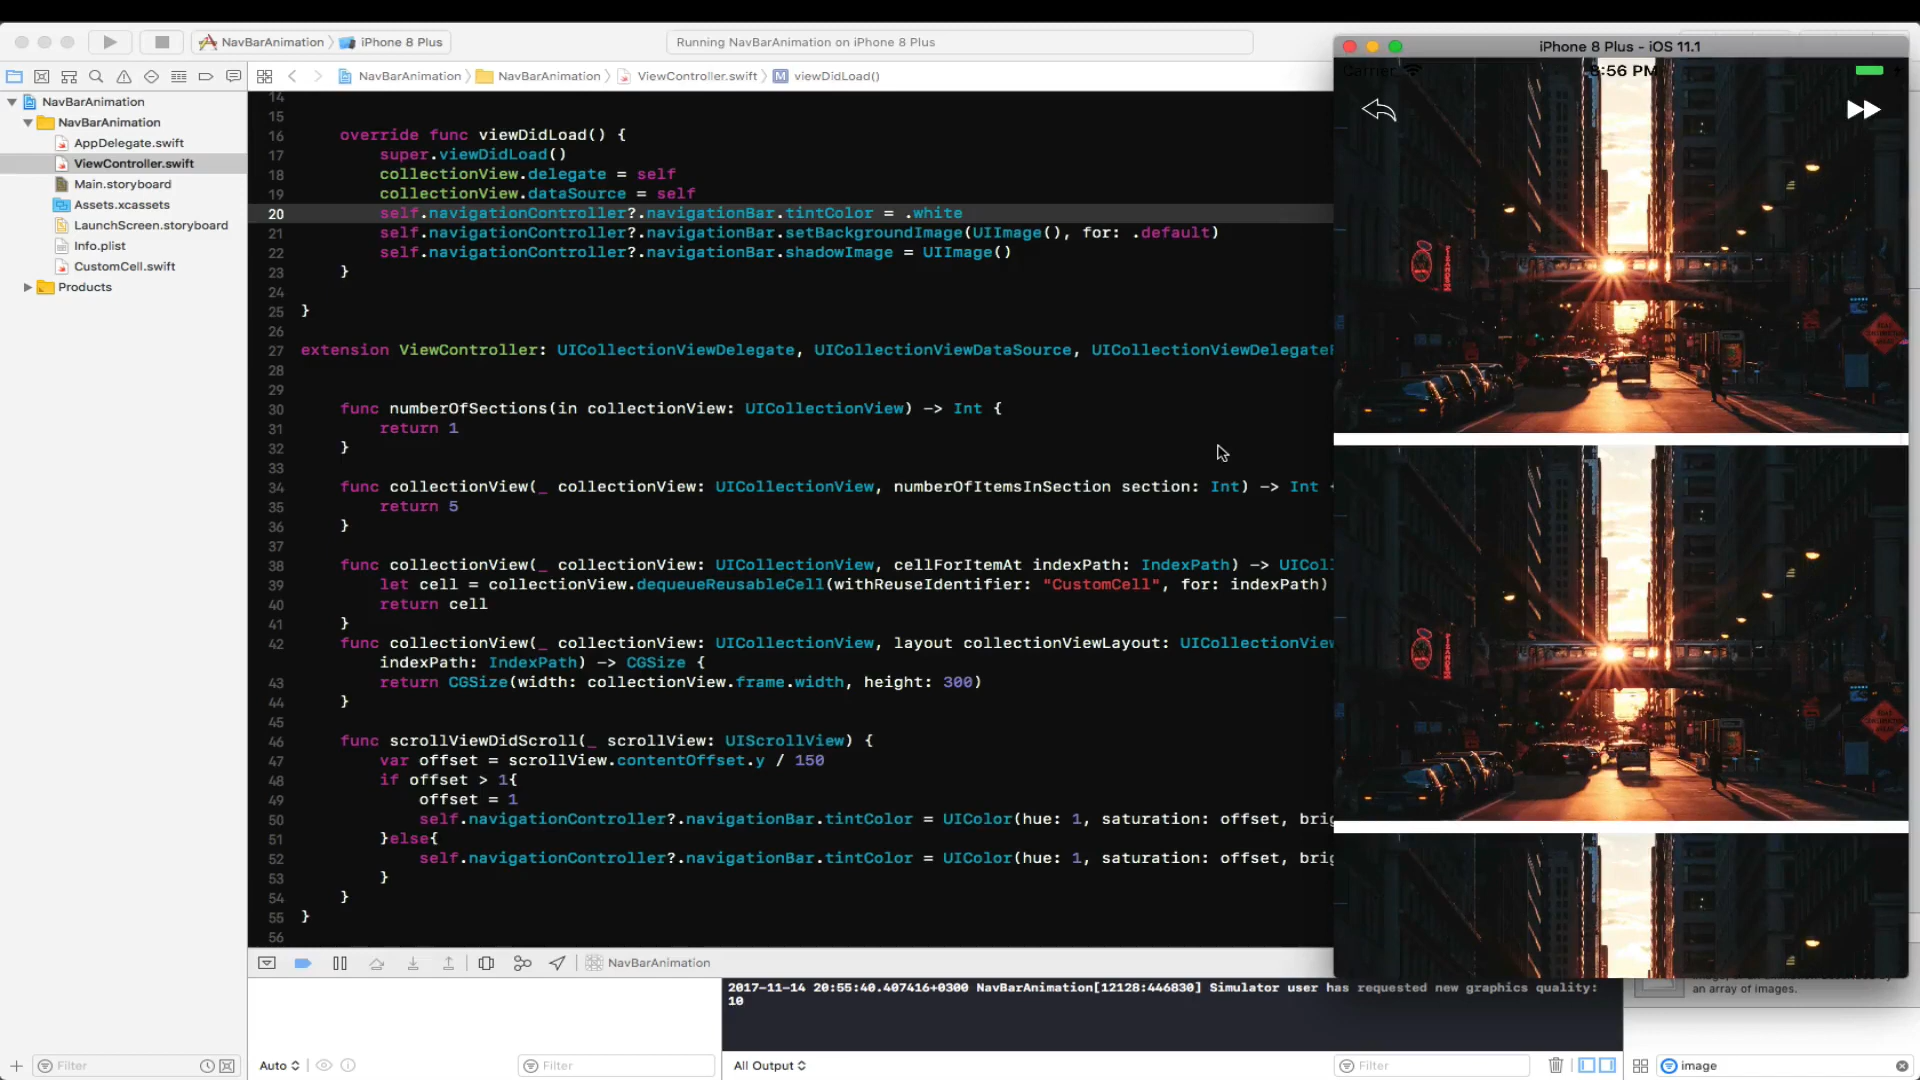 NavBarAnimation
iPhone 8 Plus
Running NavBarAnimation on iPhone 8 Plus
iPhone 8 Plus - iOS 11.1
NavBarAnimation
NavBarAnimation
ViewController.swift
M
viewDidLoad()
Carrier
8:56 PM
NavBarAnimation
NavBarAnimation
AppDelegate.swift
ViewController.swift
Main.storyboard
Assets.xcassets
LaunchScreen.storyboard
Info.plist
CustomCell.swift
Products
14
15
16 override func viewDidLoad() {
17 super.viewDidLoad()
18 collectionView.delegate = self
19 collectionView.dataSource = self
20 self.navigationController?.navigationBar.tintColor = .white
21 self.navigationController?.navigationBar.setBackgroundImage(UIImage(), for: .default)
22 self.navigationController?.navigationBar.shadowImage = UIImage()
23 }
24
25 }
26
27 extension ViewController: UICollectionViewDelegate, UICollectionViewDataSource, UICollectionViewDelegate
28
29
30 func numberOfSections(in collectionView: UICollectionView) -> Int {
31 return 1
32 }
33
34 func collectionView(_ collectionView: UICollectionView, numberOfItemsInSection section: Int) -> Int {
35 return 5
36 }
37
38 func collectionView(_ collectionView: UICollectionView, cellForItemAt indexPath: IndexPath) -> UIColl
39 let cell = collectionView.dequeueReusableCell(withReuseIdentifier: "CustomCell", for: indexPath)
40 return cell
41 }
42 func collectionView(_ collectionView: UICollectionView, layout collectionViewLayout: UICollectionView
indexPath: IndexPath) -> CGSize {
43 return CGSize(width: collectionView.frame.width, height: 300)
44 }
45
46 func scrollViewDidScroll(_ scrollView: UIScrollView) {
47 var offset = scrollView.contentOffset.y / 150
48 if offset > 1{
49 offset = 1
50 self.navigationController?.navigationBar.tintColor = UIColor(hue: 1, saturation: offset, brig
51 }else{
52 self.navigationController?.navigationBar.tintColor = UIColor(hue: 1, saturation: offset, brig
53 }
54 }
55 }
56
NavBarAnimation
2017-11-14 20:55:40.407416+0300 NavBarAnimation[12128:446830] Simulator user has requested new graphics quality:
10
an array of images.
Filter
Auto
Filter
All Output
Filter
image